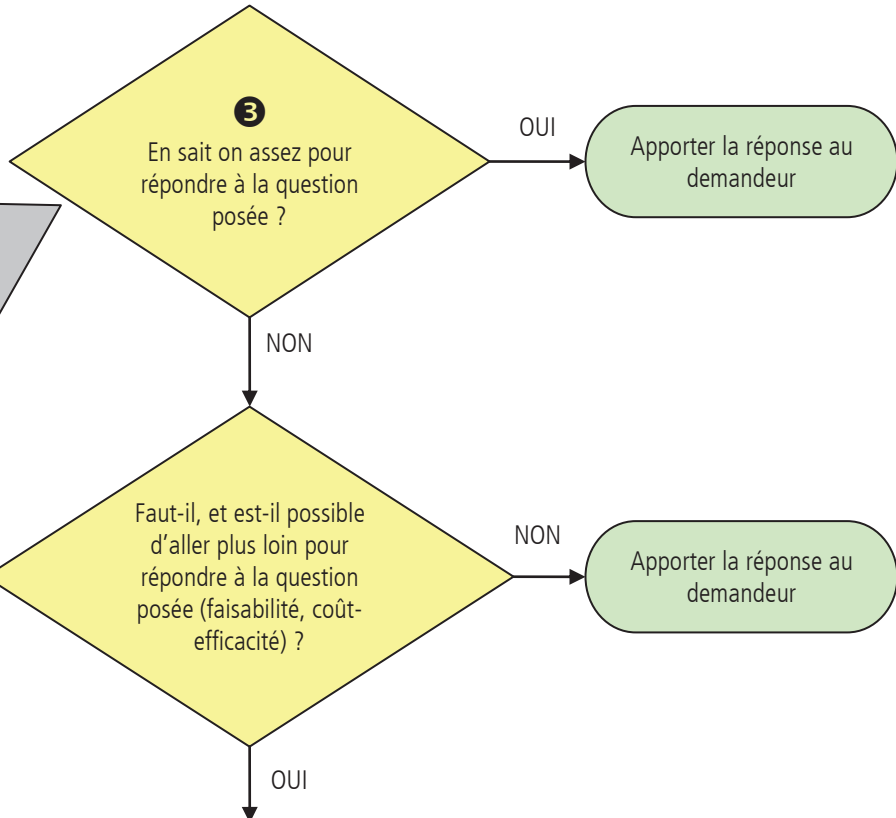 ❸
En sait on assez pour
répondre à la question
posée ?
OUI
Apporter la réponse au
demandeur
NON
Faut-il, et est-il possible
d’aller plus loin pour
répondre à la question
posée (faisabilité, coût-
efficacité) ?
NON
Apporter la réponse au
demandeur
OUI